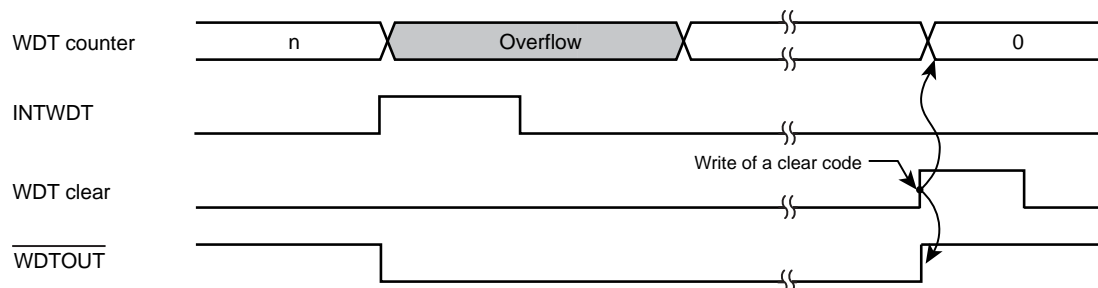 WDT counter
n
Overflow
0
INTWDT
Write of a clear code
WDT clear
WDTOUT